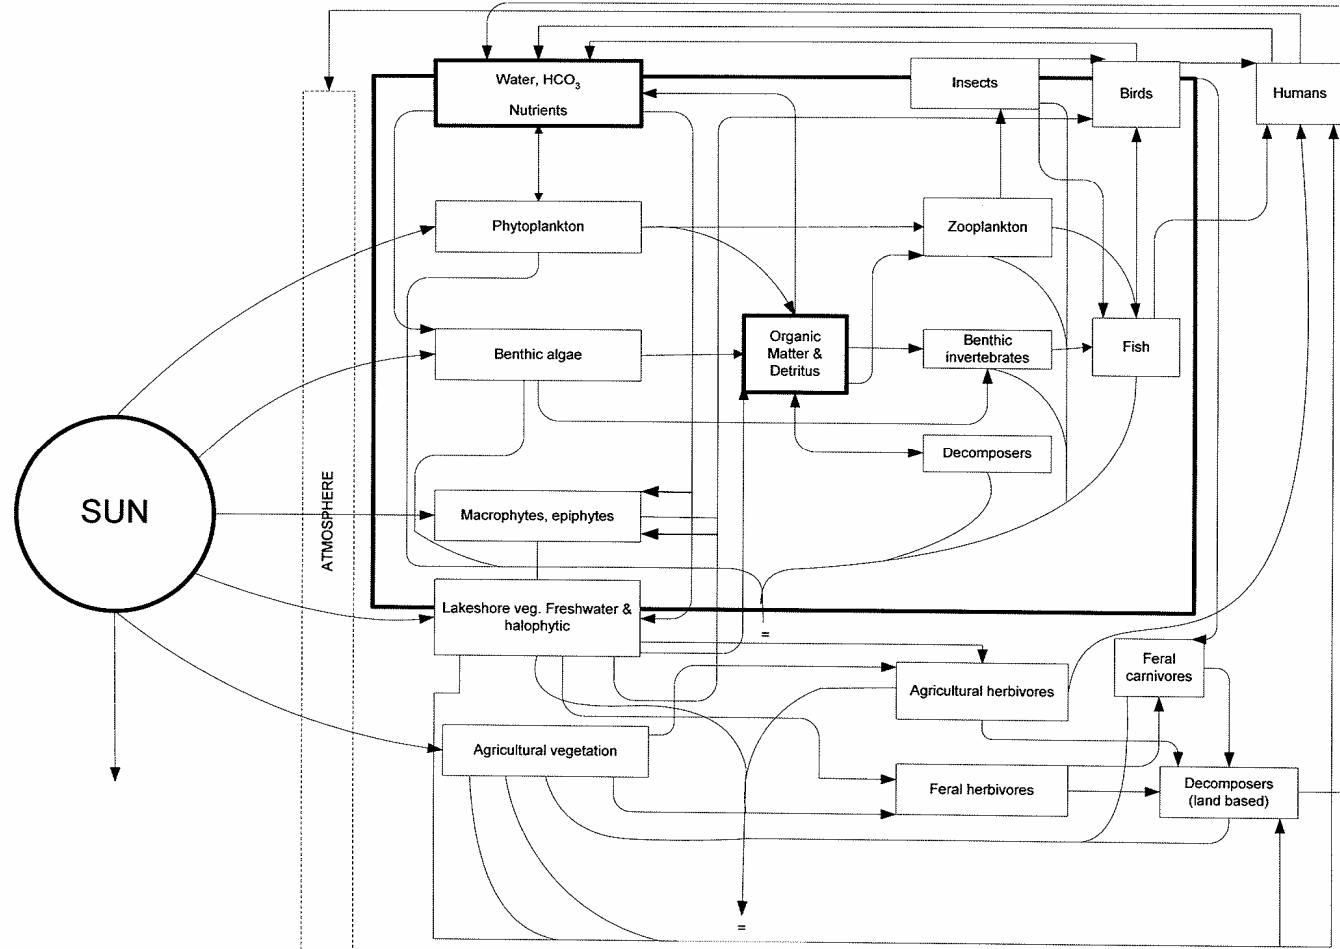 Water, HCO3
Nutrients
Insects
Birds
Humans
Phytoplankton
Zooplankton
Benthic algae
Organic
Matter &
Detritus
Benthic
invertebrates
Fish
Decomposers
SUN
ATMOSPHERE
Macrophytes, epiphytes
Lakeshore veg. Freshwater &
halophytic
=
Agricultural herbivores
Feral
carnivores
Agricultural vegetation
Feral herbivores
Decomposers
(land based)
=